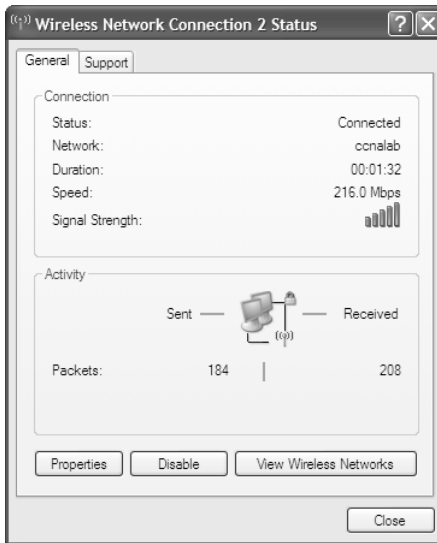 Wireless Network Connection 2 Status
General Support
Connection
Status: Connected
Network: ccnalab
Duration: 00:01:32
Speed: 216.0 Mbps
Signal Strength:
Activity
Sent Received
Packets: 184 208
Properties Disable View Wireless Networks
Close